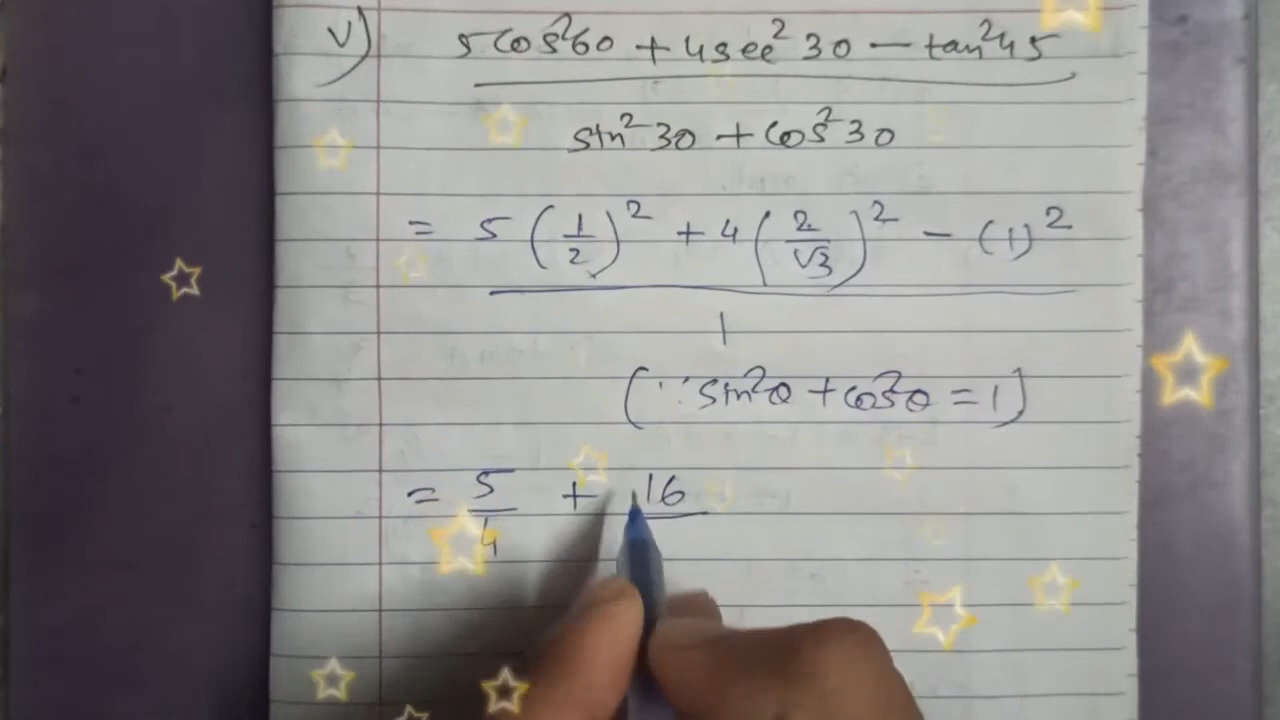 v) 5cos²60 + 4sec²30 − tan²45
sin²30 + cos²30
= 5(1/2)² + 4(2/√3)² − (1)²
1
(∵ sin²θ + cos²θ = 1)
= 5/4 + 16